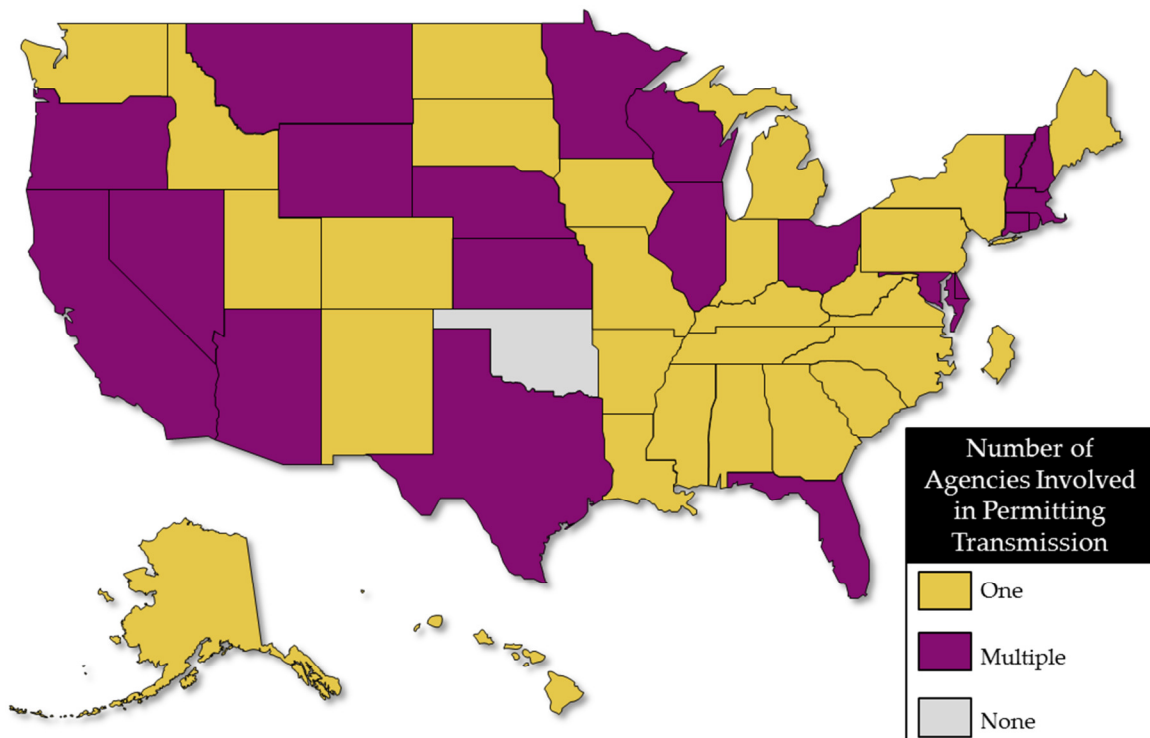 Number of
Agencies Involved
in Permitting
Transmission
One
Multiple
None